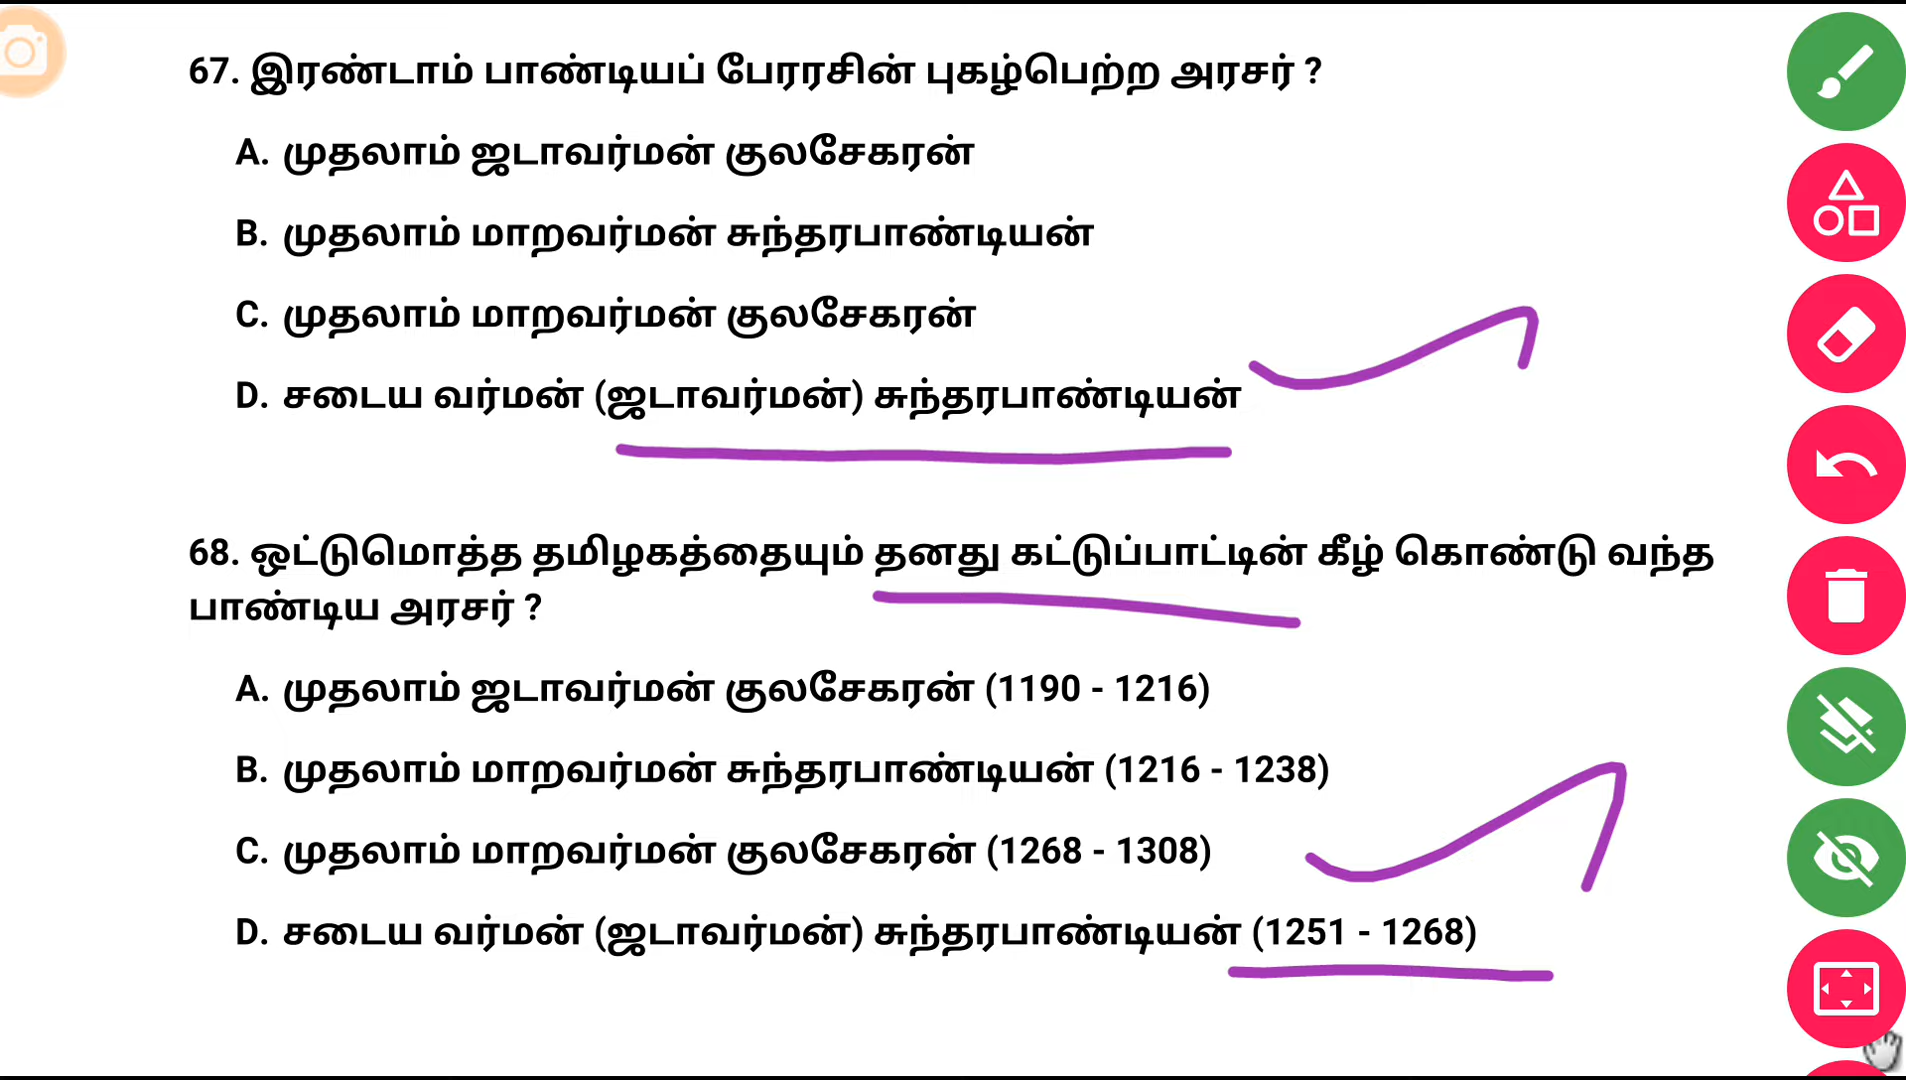 67. இரண்டாம் பாண்டியப் பேரரசின் புகழ்பெற்ற அரசர் ?
A. முதலாம் ஜடாவர்மன் குலசேகரன்
B. முதலாம் மாறவர்மன் சுந்தரபாண்டியன்
C. முதலாம் மாறவர்மன் குலசேகரன்
D. சடைய வர்மன் (ஜடாவர்மன்) சுந்தரபாண்டியன்
68. ஒட்டுமொத்த தமிழகத்தையும் தனது கட்டுப்பாட்டின் கீழ் கொண்டு வந்த
பாண்டிய அரசர் ?
A. முதலாம் ஜடாவர்மன் குலசேகரன் (1190 - 1216)
B. முதலாம் மாறவர்மன் சுந்தரபாண்டியன் (1216 - 1238)
C. முதலாம் மாறவர்மன் குலசேகரன் (1268 - 1308)
D. சடைய வர்மன் (ஜடாவர்மன்) சுந்தரபாண்டியன் (1251 - 1268)